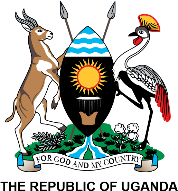 FOR GOD AND MY COUNTRY
THE REPUBLIC OF UGANDA